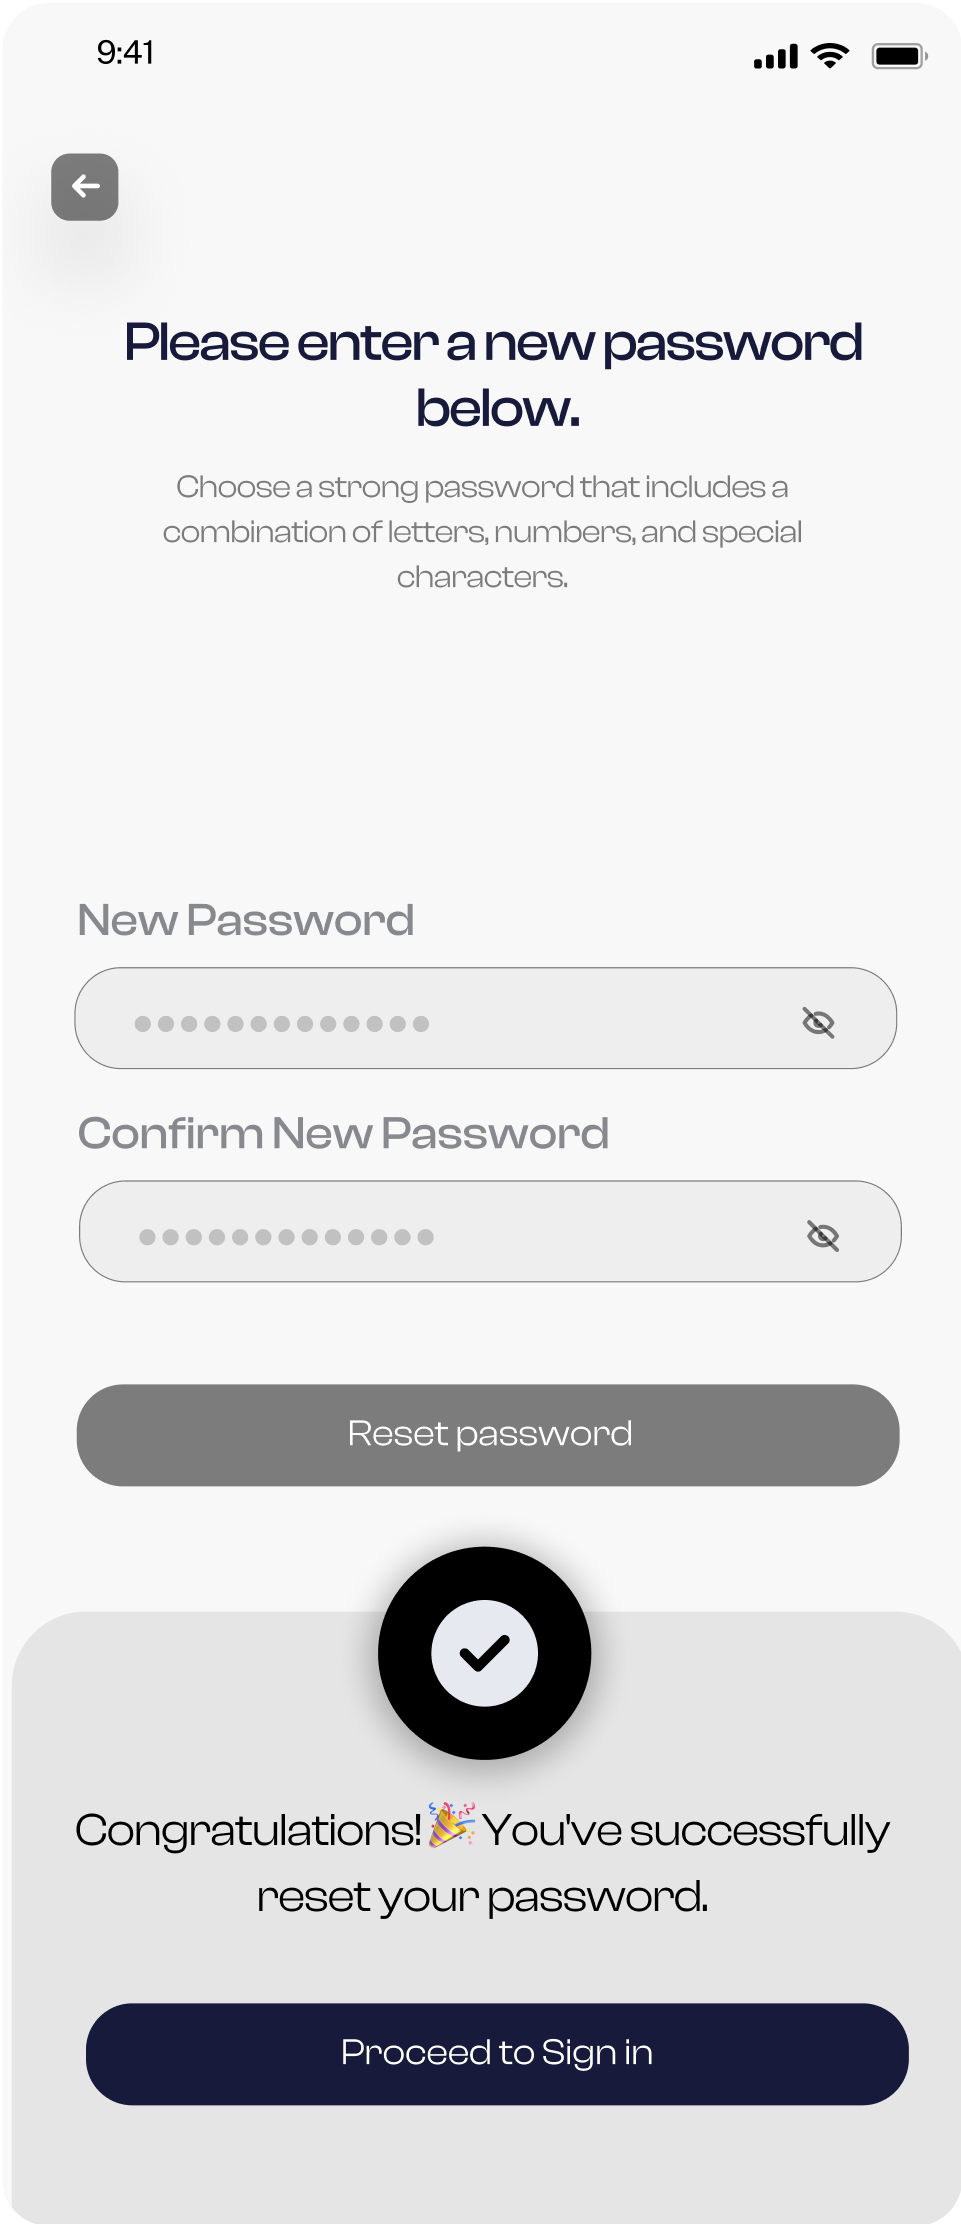 9:41
Please enter a new password
below.
Choose a strong password that includes a
combination of letters, numbers, and special
characters.
New Password
Confirm New Password
Reset password
Congratulations!🎉 You've successfully
reset your password.
Proceed to Sign in